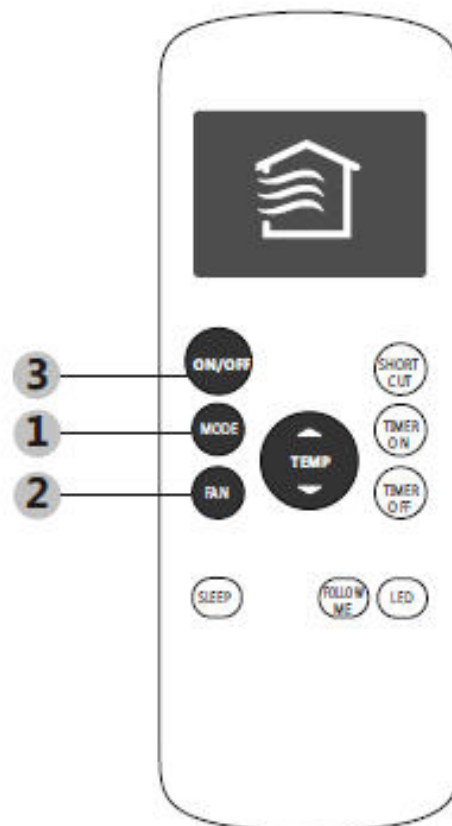 3
ON/OFF
SHORT
CUT
1
MODE
TEMP
TIMER
ON
2
FAN
TIMER
OFF
SLEEP
FOLLOW
ME
LED